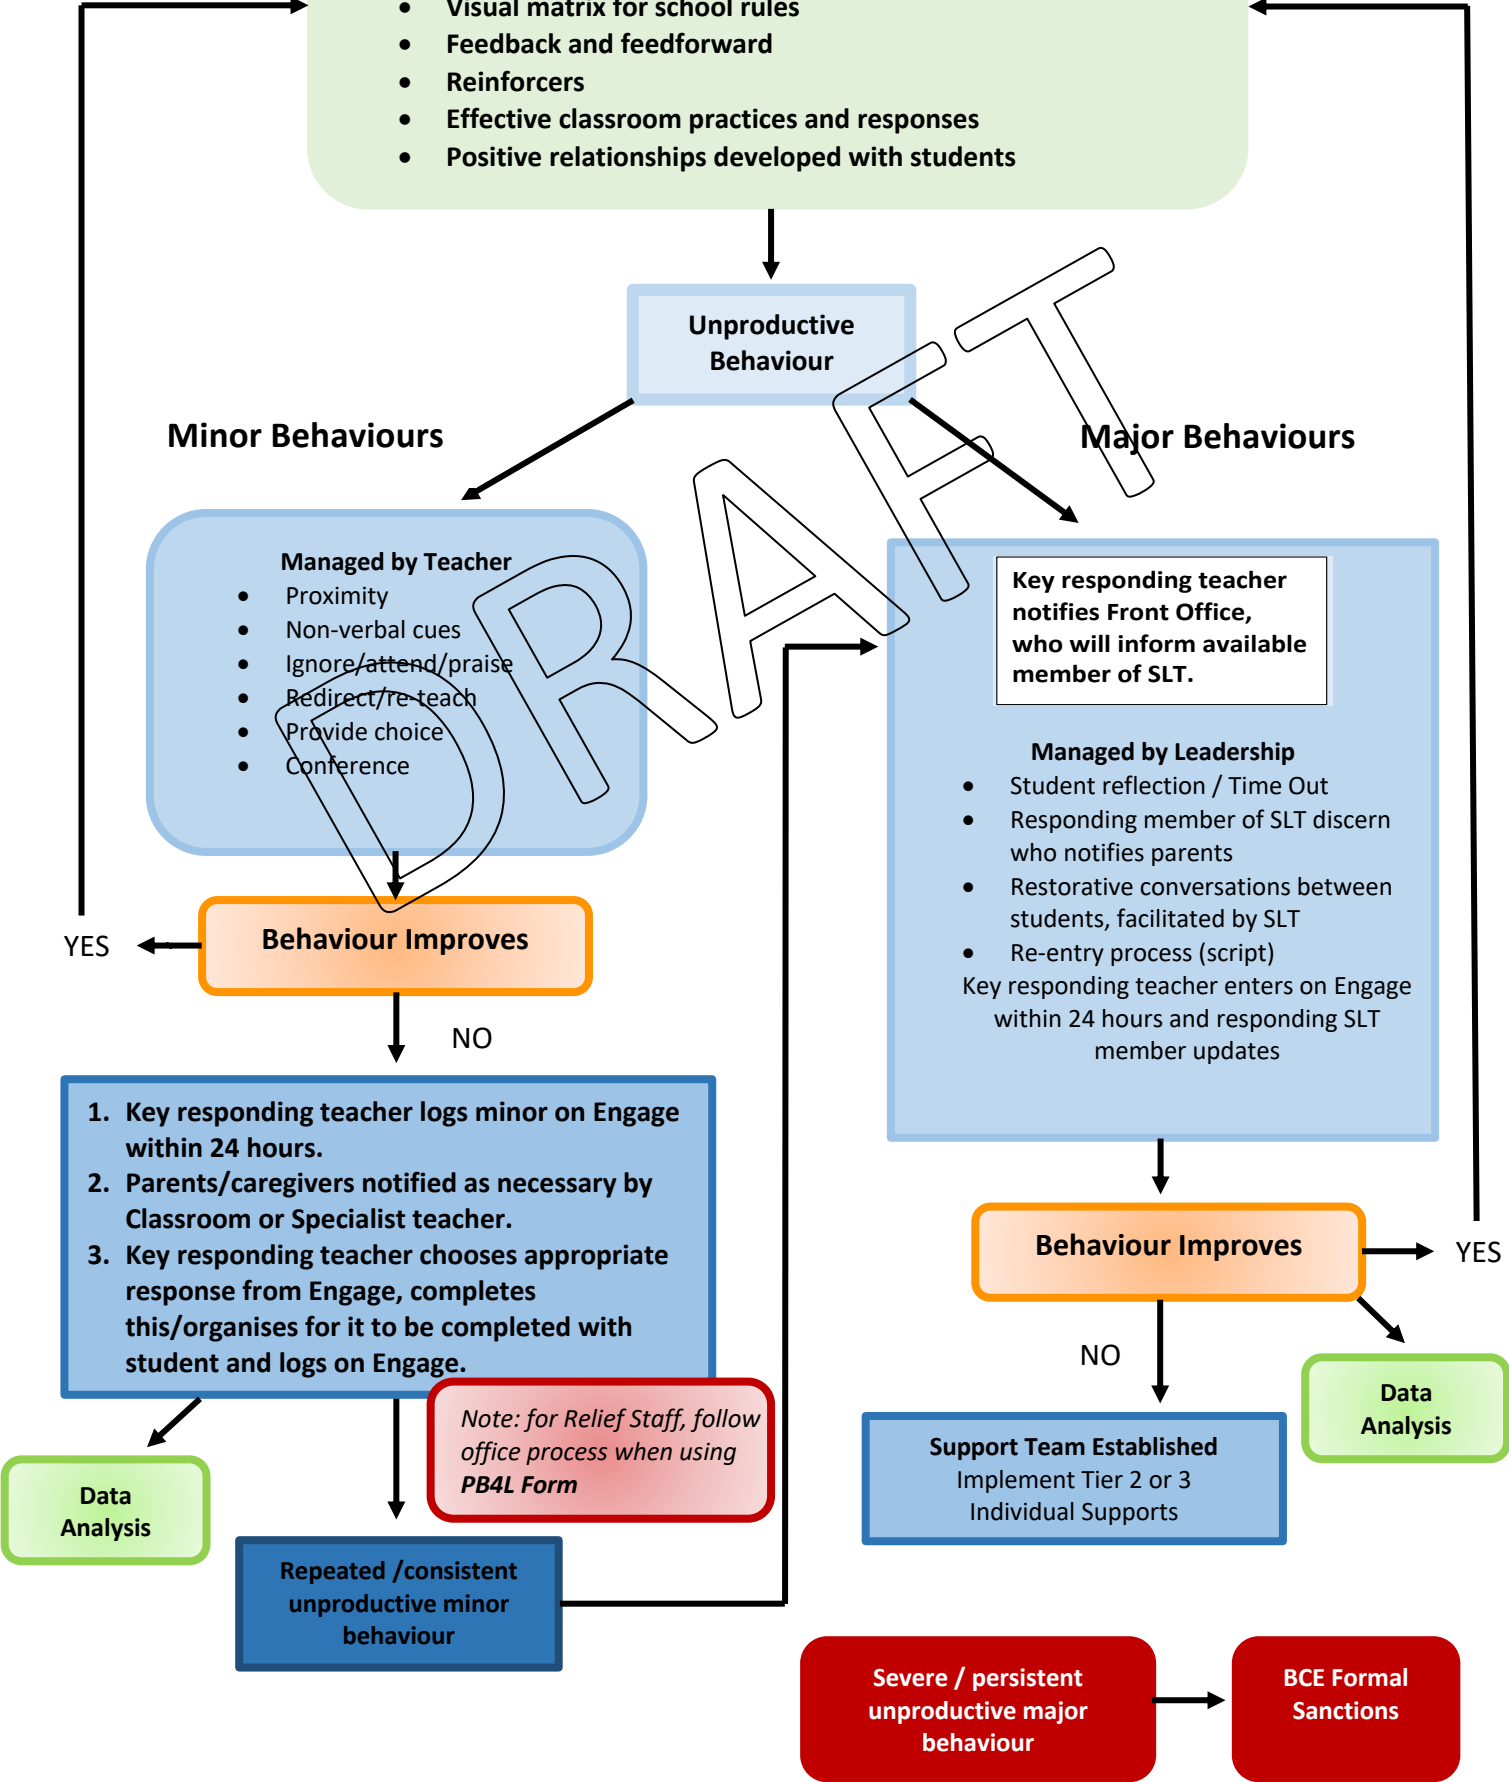 • Visual matrix for school rules
• Feedback and feedforward
• Reinforcers
• Effective classroom practices and responses
• Positive relationships developed with students
Unproductive
Behaviour
Minor Behaviours
Major Behaviours
Managed by Teacher
• Proximity
• Non-verbal cues
• Ignore/attend/praise
• Redirect/re-teach
• Provide choice
• Conference
Key responding teacher
notifies Front Office,
who will inform available
member of SLT.
Managed by Leadership
• Student reflection / Time Out
• Responding member of SLT discern
who notifies parents
• Restorative conversations between
students, facilitated by SLT
• Re-entry process (script)
Key responding teacher enters on Engage
within 24 hours and responding SLT
member updates
DRAFT
YES
Behaviour Improves
NO
1. Key responding teacher logs minor on Engage
within 24 hours.
2. Parents/caregivers notified as necessary by
Classroom or Specialist teacher.
3. Key responding teacher chooses appropriate
response from Engage, completes
this/organises for it to be completed with
student and logs on Engage.
Behaviour Improves
YES
NO
Data
Analysis
Note: for Relief Staff, follow
office process when using
PB4L Form
Support Team Established
Implement Tier 2 or 3
Individual Supports
Data
Analysis
Repeated /consistent
unproductive minor
behaviour
Severe / persistent
unproductive major
behaviour
BCE Formal
Sanctions